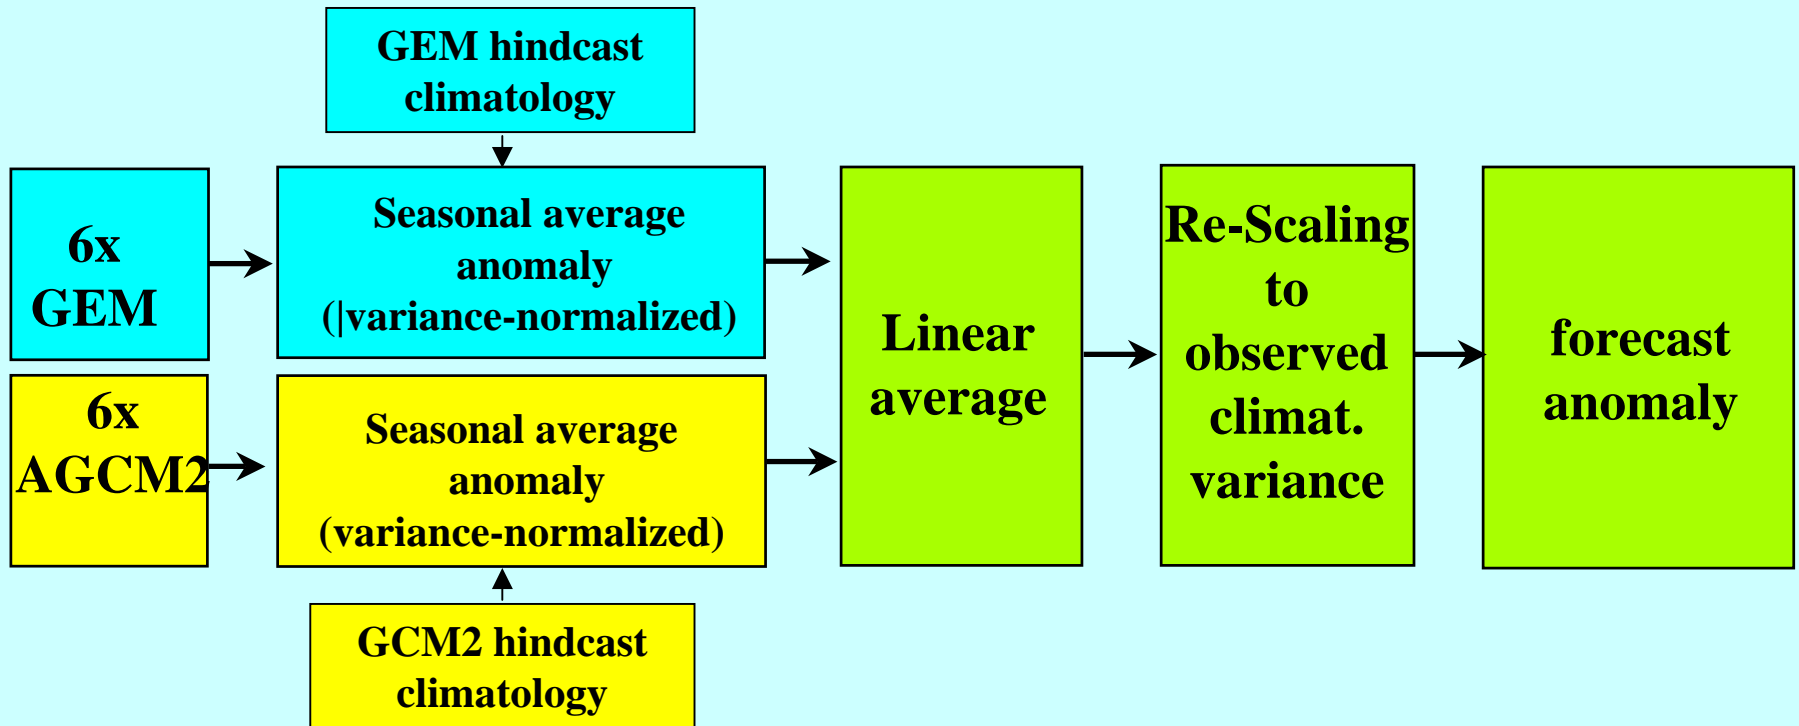 GEM hindcast
climatology
6x
GEM
Seasonal average
anomaly
(|variance-normalized)
6x
AGCM2
Seasonal average
anomaly
(variance-normalized)
GCM2 hindcast
climatology
Linear
average
Re-Scaling
to
observed
climat.
variance
forecast
anomaly